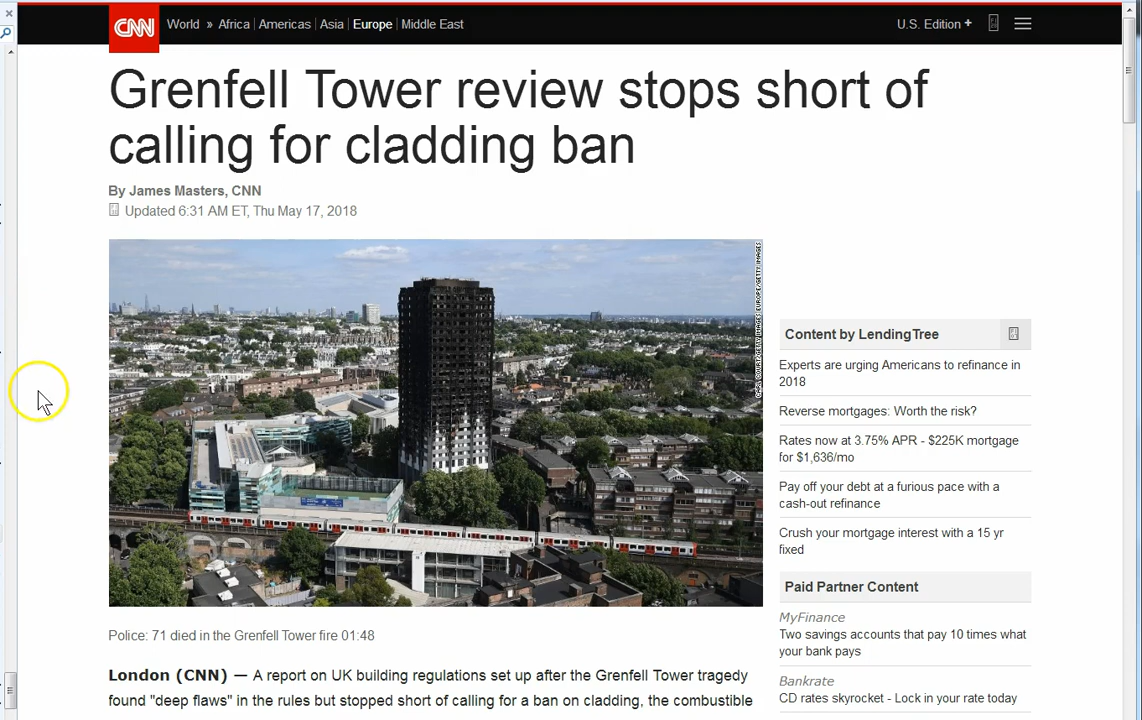 CNN
World » Africa | Americas | Asia | Europe | Middle East
U.S. Edition +
Grenfell Tower review stops short of
calling for cladding ban
By James Masters, CNN
Updated 6:31 AM ET, Thu May 17, 2018
CARL COURT/GETTY IMAGES EUROPE/GETTY IMAGES
Police: 71 died in the Grenfell Tower fire 01:48
London (CNN) — A report on UK building regulations set up after the Grenfell Tower tragedy
found "deep flaws" in the rules but stopped short of calling for a ban on cladding, the combustible
Content by LendingTree
Experts are urging Americans to refinance in
2018
Reverse mortgages: Worth the risk?
Rates now at 3.75% APR - $225K mortgage
for $1,636/mo
Pay off your debt at a furious pace with a
cash-out refinance
Crush your mortgage interest with a 15 yr
fixed
Paid Partner Content
MyFinance
Two savings accounts that pay 10 times what
your bank pays
Bankrate
CD rates skyrocket - Lock in your rate today